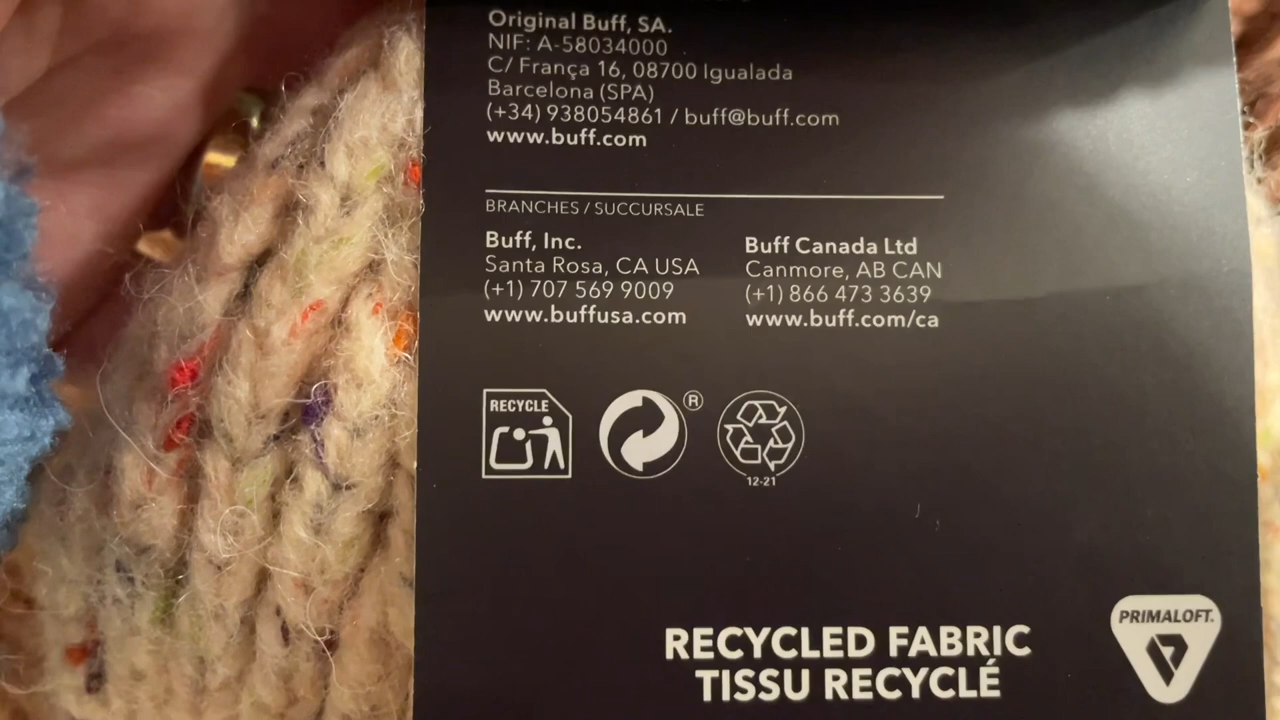 Original Buff, SA.
NIF: A-58034000
C/ França 16, 08700 Igualada
Barcelona (SPA)
(+34) 938054861 / buff@buff.com
www.buff.com
BRANCHES / SUCCURSALE
Buff, Inc.
Santa Rosa, CA USA
(+1) 707 569 9009
www.buffusa.com
Buff Canada Ltd
Canmore, AB CAN
(+1) 866 473 3639
www.buff.com/ca
RECYCLE
®
12-21
RECYCLED FABRIC
TISSU RECYCLÉ
PRIMALOFT.